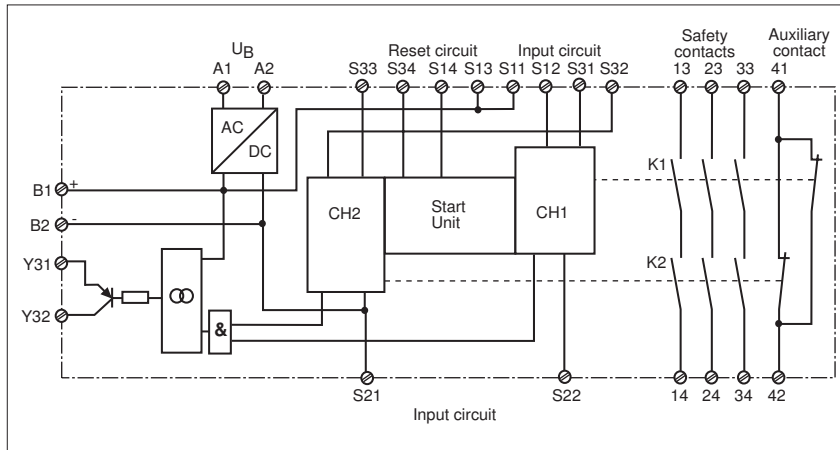 UB
Reset circuit
Input circuit
Safety contacts
Auxiliary contact
A1 A2 S33 S34 S14 S13 S11 S12 S31 S32 13 23 33 41
AC
DC
B1 +
B2 -
K1
CH2
Start Unit
CH1
Y31
K2
Y32
&
S21 S22 14 24 34 42
Input circuit